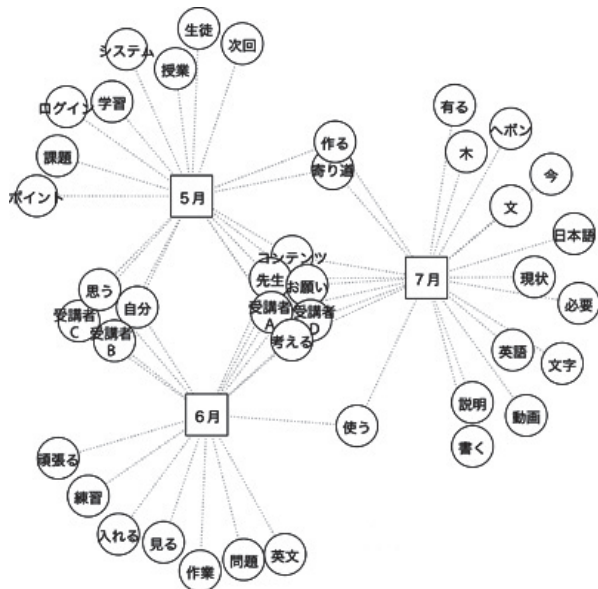 生徒
システム
次回
授業
ログイン
学習
課題
ポイント
5月
作る
寄り道
有る
ヘボン
木
今
文
日本語
7月
現状
必要
コンテンツ
先生
お願い
思う
自分
受講者
C
受講者
B
受講者
A
受講者
D
考える
英語
文字
説明
動画
書く
6月
使う
頑張る
練習
入れる
見る
作業
問題
英文